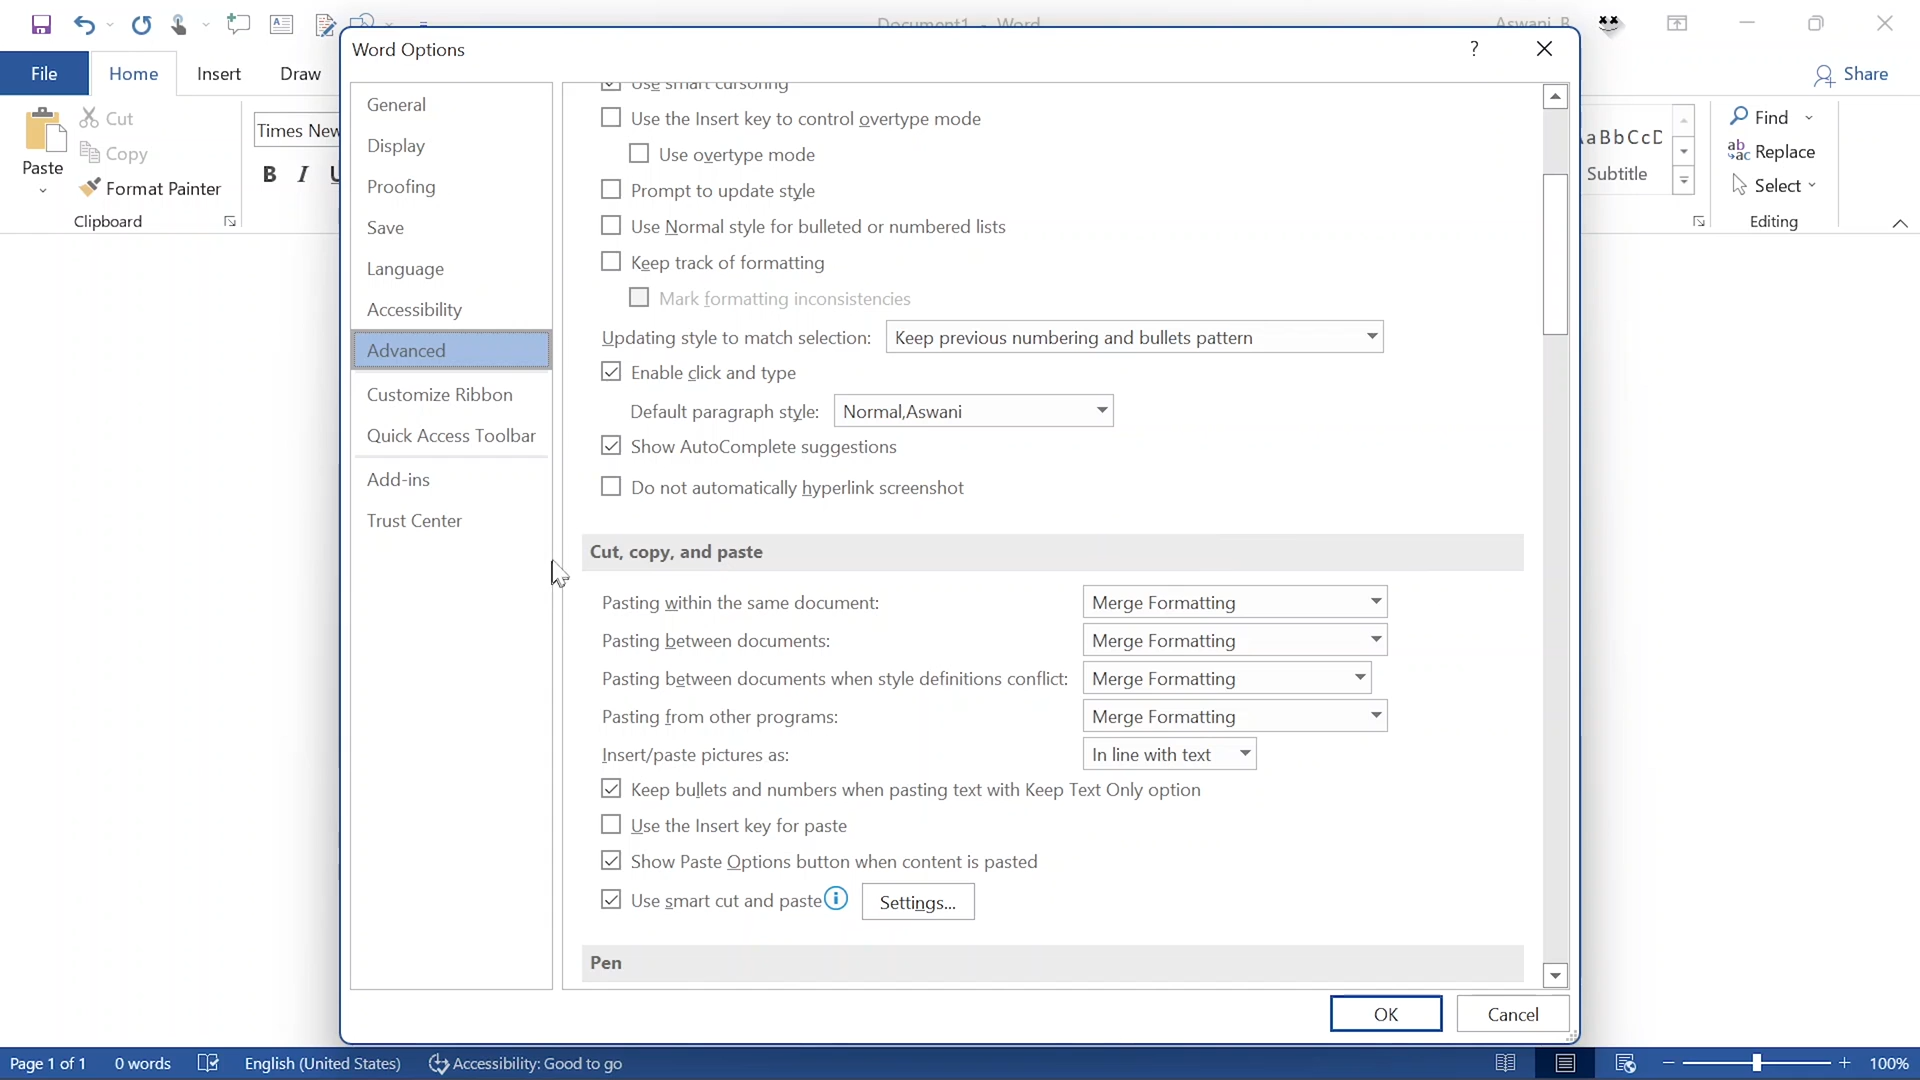 Document1 - Word
Aswani B
Word Options
?
File
Home
Insert
Draw
Share
Paste
Cut
Copy
Format Painter
Clipboard
Times New
B I U
General
Display
Proofing
Save
Language
Accessibility
Advanced
Customize Ribbon
Quick Access Toolbar
Add-ins
Trust Center
Use smart cursoring
Use the Insert key to control overtype mode
Use overtype mode
Prompt to update style
Use Normal style for bulleted or numbered lists
Keep track of formatting
Mark formatting inconsistencies
Updating style to match selection: Keep previous numbering and bullets pattern
Enable click and type
Default paragraph style: Normal,Aswani
Show AutoComplete suggestions
Do not automatically hyperlink screenshot
Cut, copy, and paste
Pasting within the same document: Merge Formatting
Pasting between documents: Merge Formatting
Pasting between documents when style definitions conflict: Merge Formatting
Pasting from other programs: Merge Formatting
Insert/paste pictures as: In line with text
Keep bullets and numbers when pasting text with Keep Text Only option
Use the Insert key for paste
Show Paste Options button when content is pasted
Use smart cut and paste Settings...
Pen
OK
Cancel
aBbCcD
Subtitle
Find
Replace
Select
Editing
Page 1 of 1
0 words
English (United States)
Accessibility: Good to go
100%